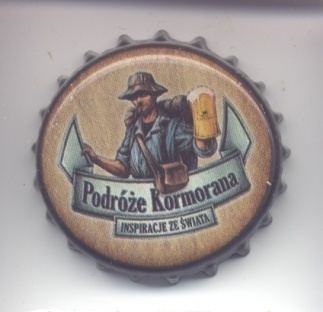 Podróże Kormorana
INSPIRACJE ZE ŚWIATA